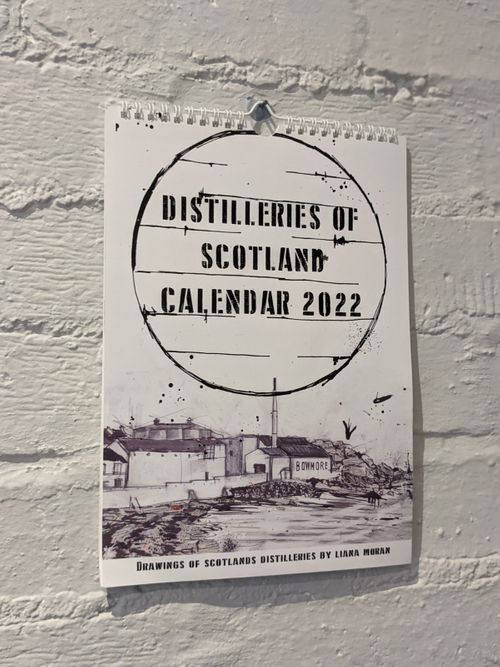 DISTILLERIES OF
SCOTLAND
CALENDAR 2022
BOWMORE
DRAWINGS OF SCOTLANDS DISTILLERIES BY LIANA MORAN